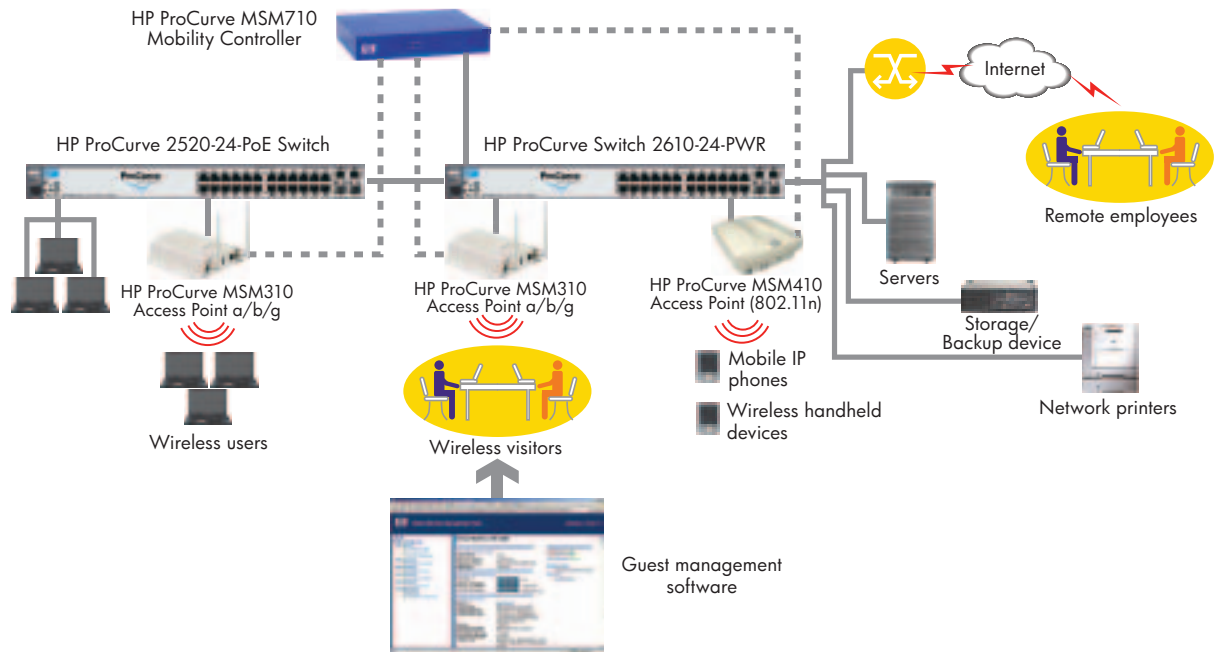 HP ProCurve MSM710
Mobility Controller
Internet
HP ProCurve 2520-24-PoE Switch
HP ProCurve Switch 2610-24-PWR
ProCurve
ProCurve
Remote employees
Servers
HP ProCurve MSM310
Access Point a/b/g
HP ProCurve MSM310
Access Point a/b/g
HP ProCurve MSM410
Access Point (802.11n)
Storage/
Backup device
Mobile IP
phones
Network printers
Wireless handheld
devices
Wireless users
Wireless visitors
Guest management
software